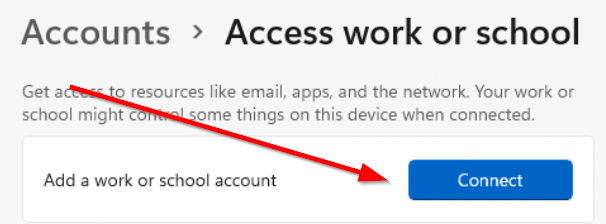 Accounts > Access work or school
Get access to resources like email, apps, and the network. Your work or
school might control some things on this device when connected.
Add a work or school account Connect